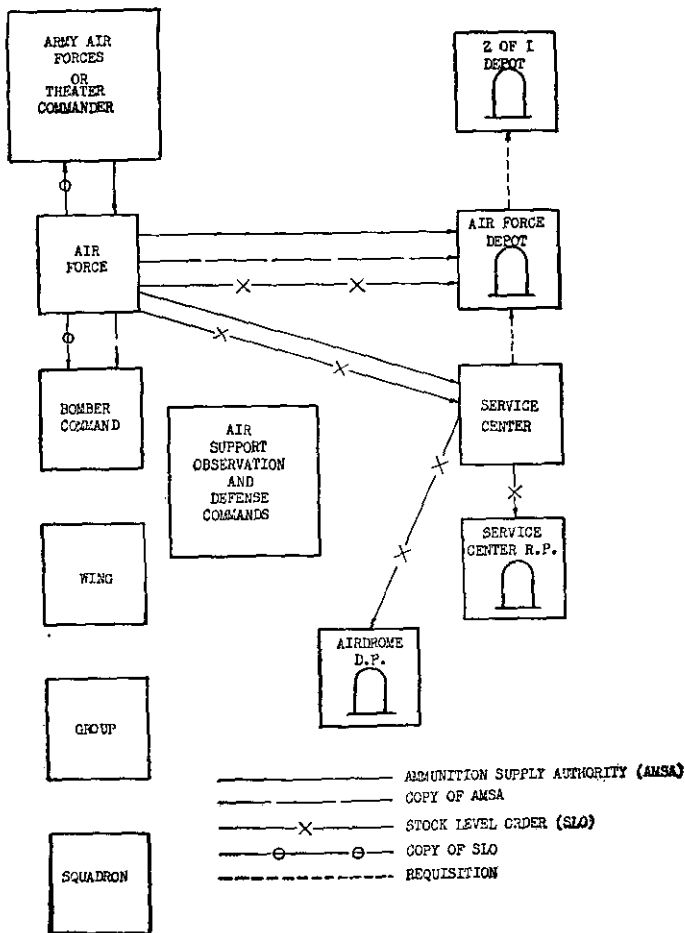 ARMY AIR
FORCES
OR
THEATER
COMMANDER
Z OF I
DEPOT
AIR
FORCE
AIR FORCE
DEPOT
BOMBER
COMMAND
AIR
SUPPORT
OBSERVATION
AND
DEFENSE
COMMANDS
SERVICE
CENTER
WING
SERVICE
CENTER R.P.
AIRDROME
D.P.
GROUP
SQUADRON
AMMUNITION SUPPLY AUTHORITY (AMSA)
COPY OF AMSA
STOCK LEVEL ORDER (SLO)
COPY OF SLO
REQUISITION